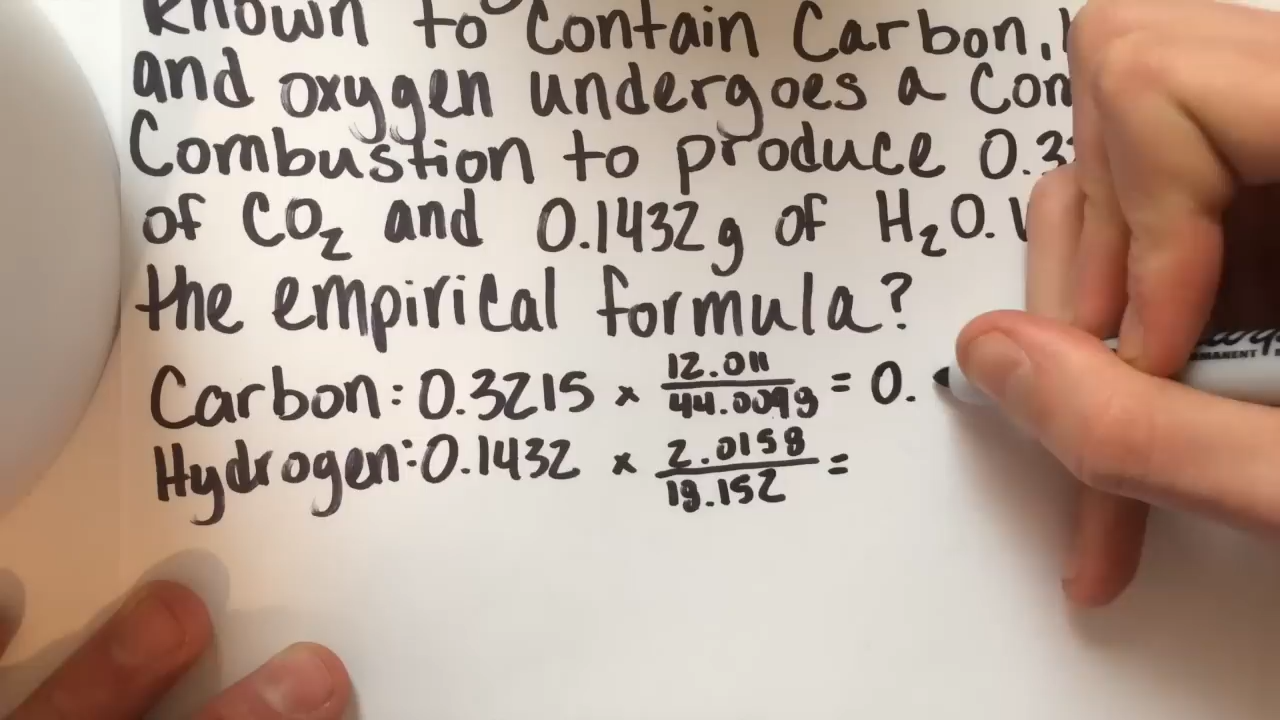 Known to Contain Carbon,
and oxygen undergoes a
Combustion to produce 0.3
of CO₂ and 0.1432g of H₂O.
the empirical formula?
Carbon: 0.3215 × 12.011/44.009g = 0.
Hydrogen: 0.1432 × 2.0158/18.152 =